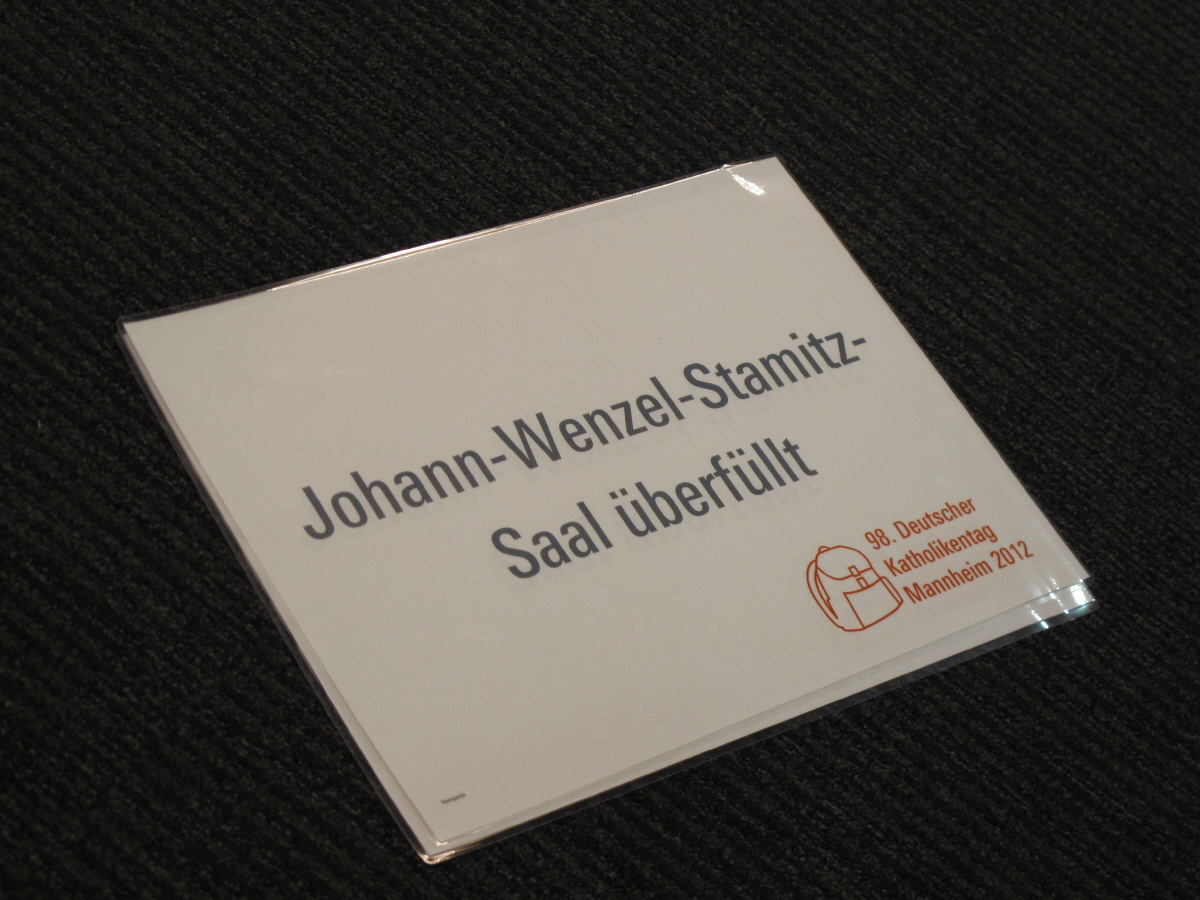 Johann-Wenzel-Stamitz-
Saal überfüllt
98. Deutscher
Katholikentag
Mannheim 2012